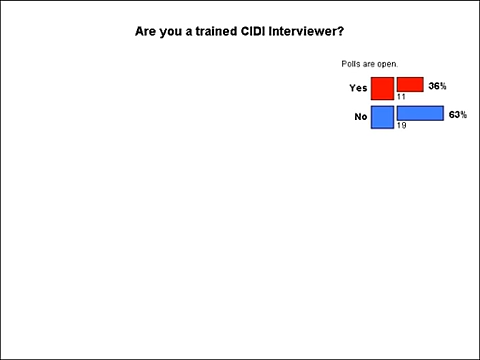 Are you a trained CIDI Interviewer?
Polls are open.
Yes 36%
11
No 63%
19